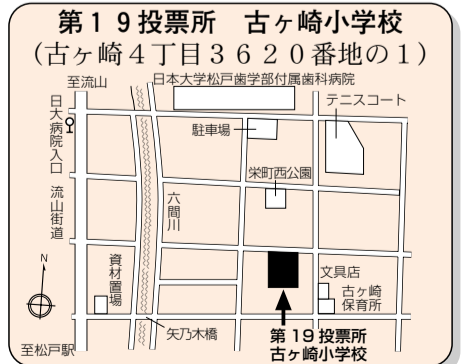 第19投票所 古ヶ崎小学校
(古ヶ崎４丁目３６２０番地の１)
至流山
日本大学松戸歯学部付属歯科病院
テニスコート
日大病院入口
駐車場
栄町西公園
流山街道
六間川
N
資材置場
文具店
古ヶ崎
保育所
矢乃木橋
第19投票所
古ヶ崎小学校
至松戸駅